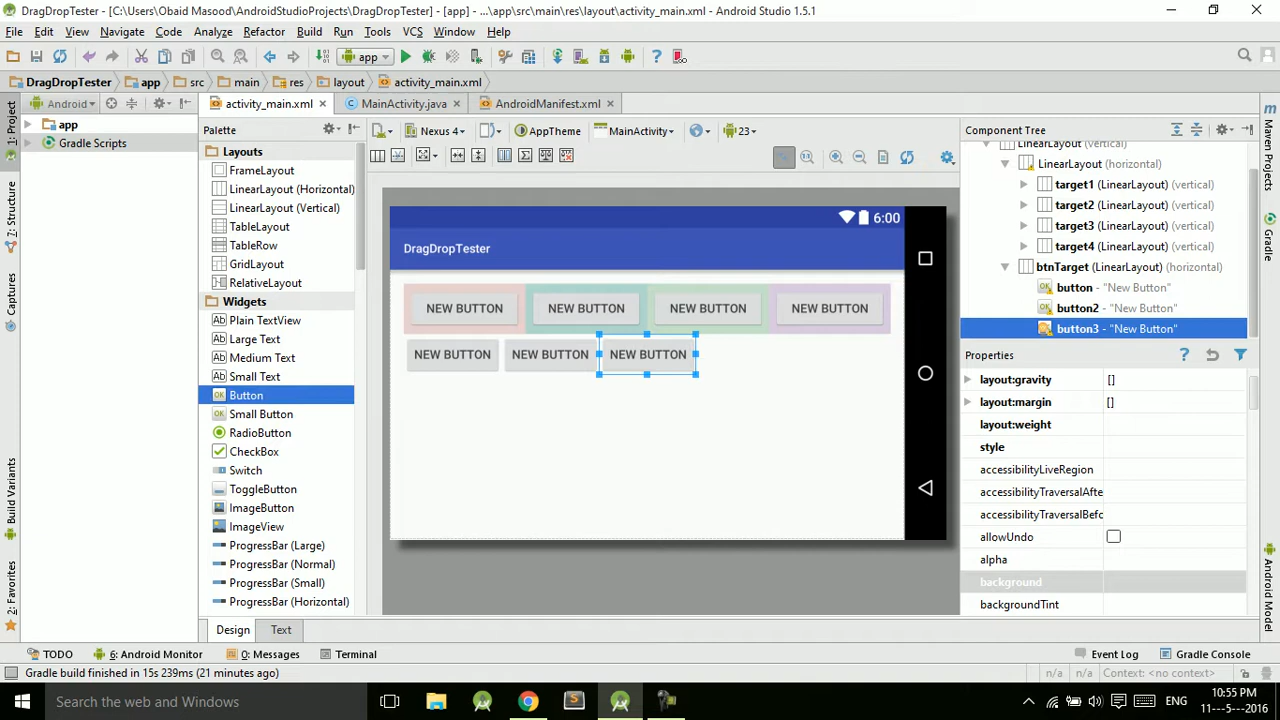 DragDropTester - [C:\Users\Obaid Masood\AndroidStudioProjects\DragDropTester] - [app] - ...\app\src\main\res\layout\activity_main.xml - Android Studio 1.5.1
File Edit View Navigate Code Analyze Refactor Build Run Tools VCS Window Help
app
DragDropTester app src main res layout activity_main.xml
Android activity_main.xml MainActivity.java AndroidManifest.xml
1: Project
7: Structure
Captures
Build Variants
2: Favorites
app
Gradle Scripts
Palette
Layouts
FrameLayout
LinearLayout (Horizontal)
LinearLayout (Vertical)
TableLayout
TableRow
GridLayout
RelativeLayout
Widgets
Plain TextView
Large Text
Medium Text
Small Text
Button
Small Button
RadioButton
CheckBox
Switch
ToggleButton
ImageButton
ImageView
ProgressBar (Large)
ProgressBar (Normal)
ProgressBar (Small)
ProgressBar (Horizontal)
Nexus 4 AppTheme MainActivity 23
6:00
DragDropTester
NEW BUTTON NEW BUTTON NEW BUTTON NEW BUTTON
NEW BUTTON NEW BUTTON NEW BUTTON
Design Text
Component Tree
LinearLayout (vertical)
LinearLayout (horizontal)
target1 (LinearLayout) (vertical)
target2 (LinearLayout) (vertical)
target3 (LinearLayout) (vertical)
target4 (LinearLayout) (vertical)
btnTarget (LinearLayout) (horizontal)
button - "New Button"
button2 - "New Button"
button3 - "New Button"
Properties
layout:gravity []
layout:margin []
layout:weight
style
accessibilityLiveRegion
accessibilityTraversalAfte
accessibilityTraversalBefo
allowUndo
alpha
background
backgroundTint
Maven Projects
Gradle
Android Model
TODO 6: Android Monitor 0: Messages Terminal Event Log Gradle Console
Gradle build finished in 15s 239ms (21 minutes ago) n/a n/a Context: <no context>
Search the web and Windows
ENG
10:55 PM
11---5---2016